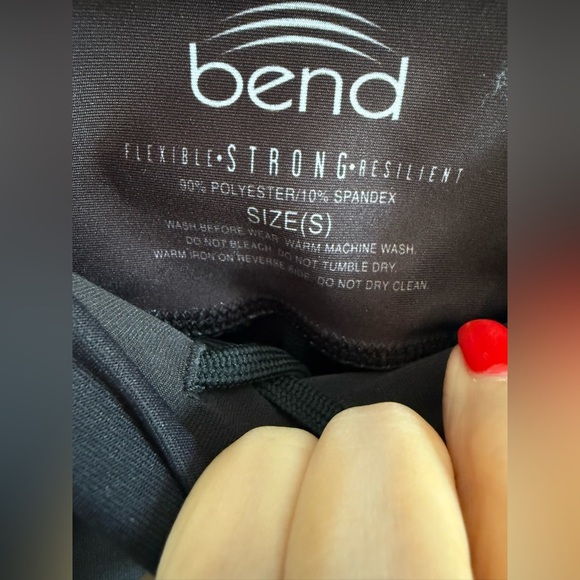 bend
FLEXIBLE•STRONG•RESILIENT
90% POLYESTER/10% SPANDEX
SIZE(S)
WASH BEFORE WEAR. WARM MACHINE WASH.
DO NOT BLEACH. DO NOT TUMBLE DRY.
WARM IRON ON REVERSE SIDE. DO NOT DRY CLEAN.